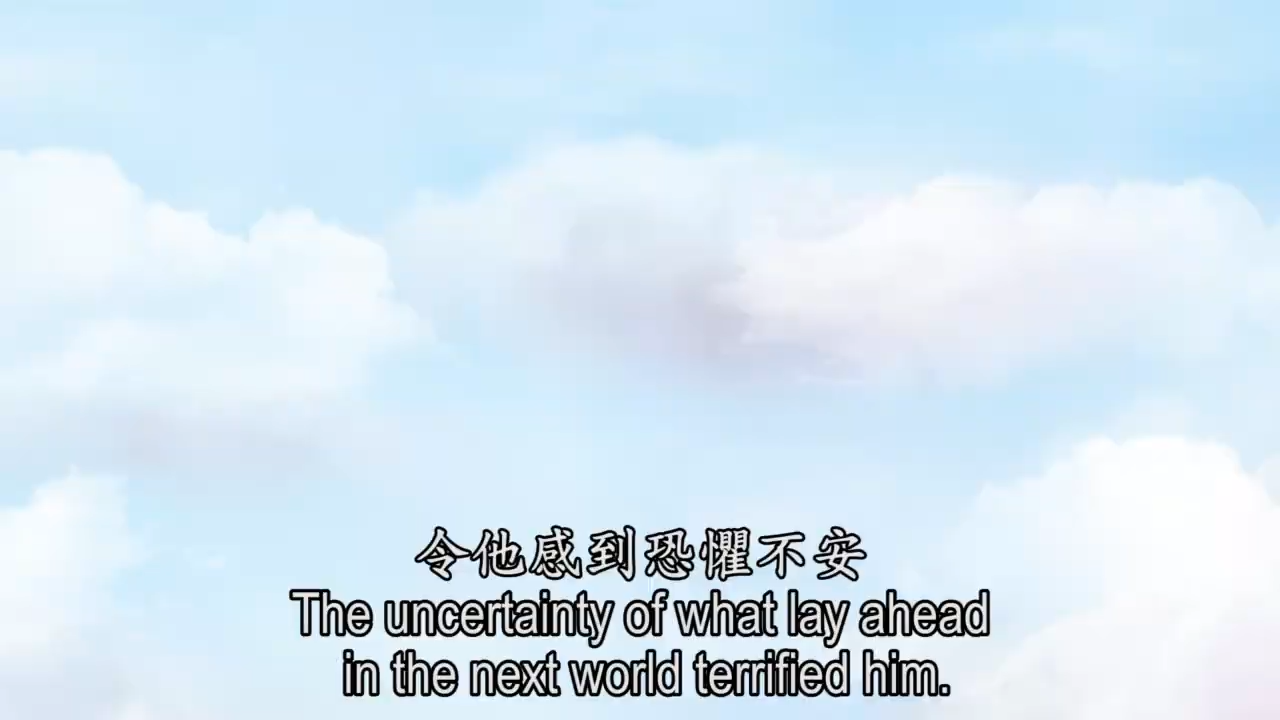 令他感到恐懼不安
The uncertainty of what lay ahead
in the next world terrified him.